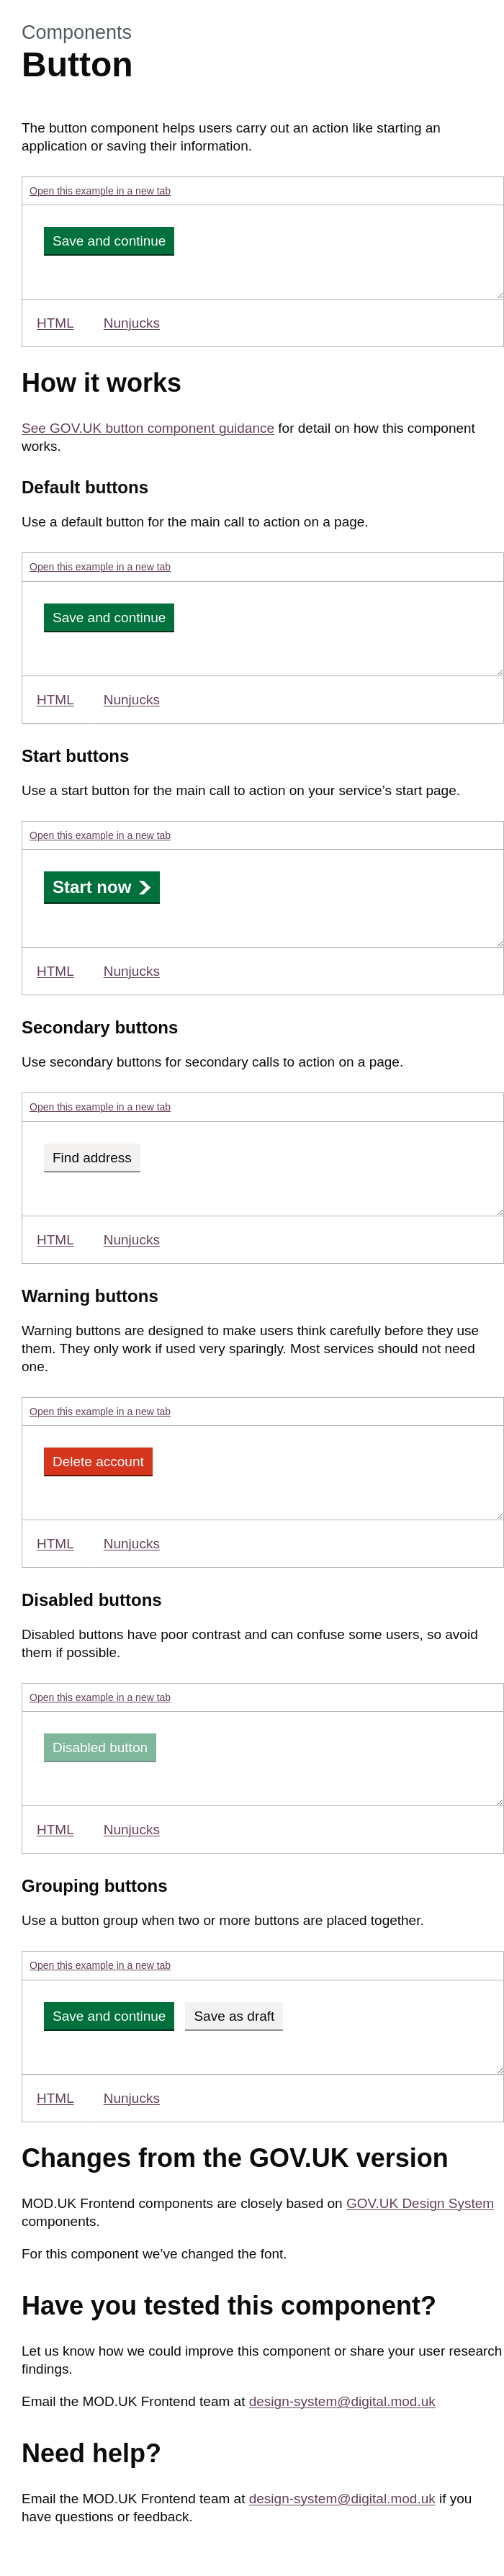 Components
Button
The button component helps users carry out an action like starting an
application or saving their information.
Open this example in a new tab
Save and continue
HTML Nunjucks
How it works
See GOV.UK button component guidance for detail on how this component
works.
Default buttons
Use a default button for the main call to action on a page.
Open this example in a new tab
Save and continue
HTML Nunjucks
Start buttons
Use a start button for the main call to action on your service’s start page.
Open this example in a new tab
Start now
HTML Nunjucks
Secondary buttons
Use secondary buttons for secondary calls to action on a page.
Open this example in a new tab
Find address
HTML Nunjucks
Warning buttons
Warning buttons are designed to make users think carefully before they use
them. They only work if used very sparingly. Most services should not need
one.
Open this example in a new tab
Delete account
HTML Nunjucks
Disabled buttons
Disabled buttons have poor contrast and can confuse some users, so avoid
them if possible.
Open this example in a new tab
Disabled button
HTML Nunjucks
Grouping buttons
Use a button group when two or more buttons are placed together.
Open this example in a new tab
Save and continue Save as draft
HTML Nunjucks
Changes from the GOV.UK version
MOD.UK Frontend components are closely based on GOV.UK Design System
components.
For this component we’ve changed the font.
Have you tested this component?
Let us know how we could improve this component or share your user research
findings.
Email the MOD.UK Frontend team at design-system@digital.mod.uk
Need help?
Email the MOD.UK Frontend team at design-system@digital.mod.uk if you
have questions or feedback.